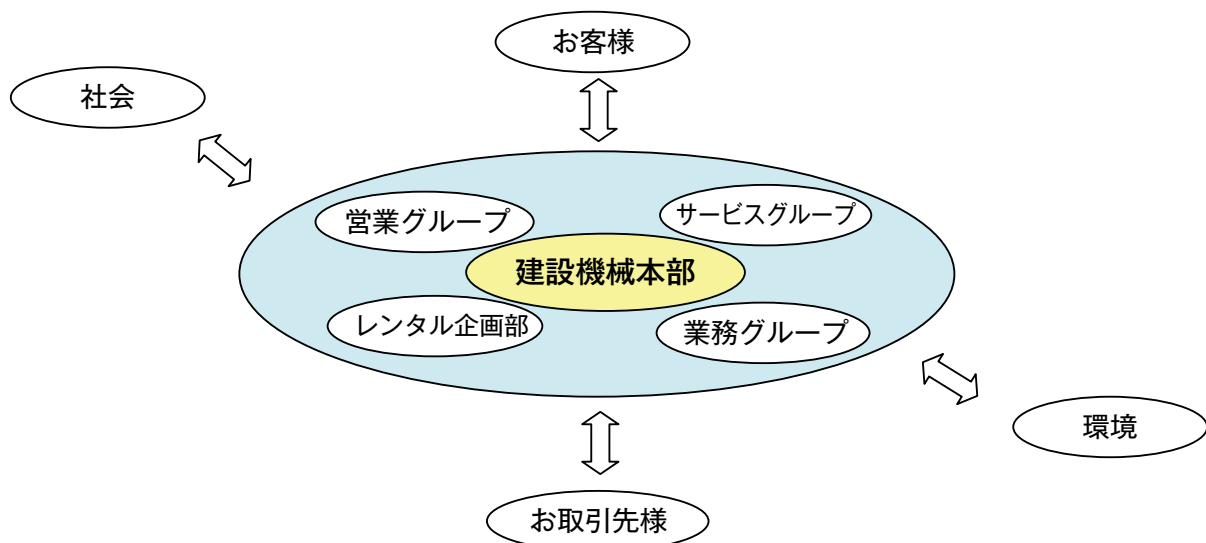 お客様
社会
営業グループ
サービスグループ
建設機械本部
レンタル企画部
業務グループ
環境
お取引先様